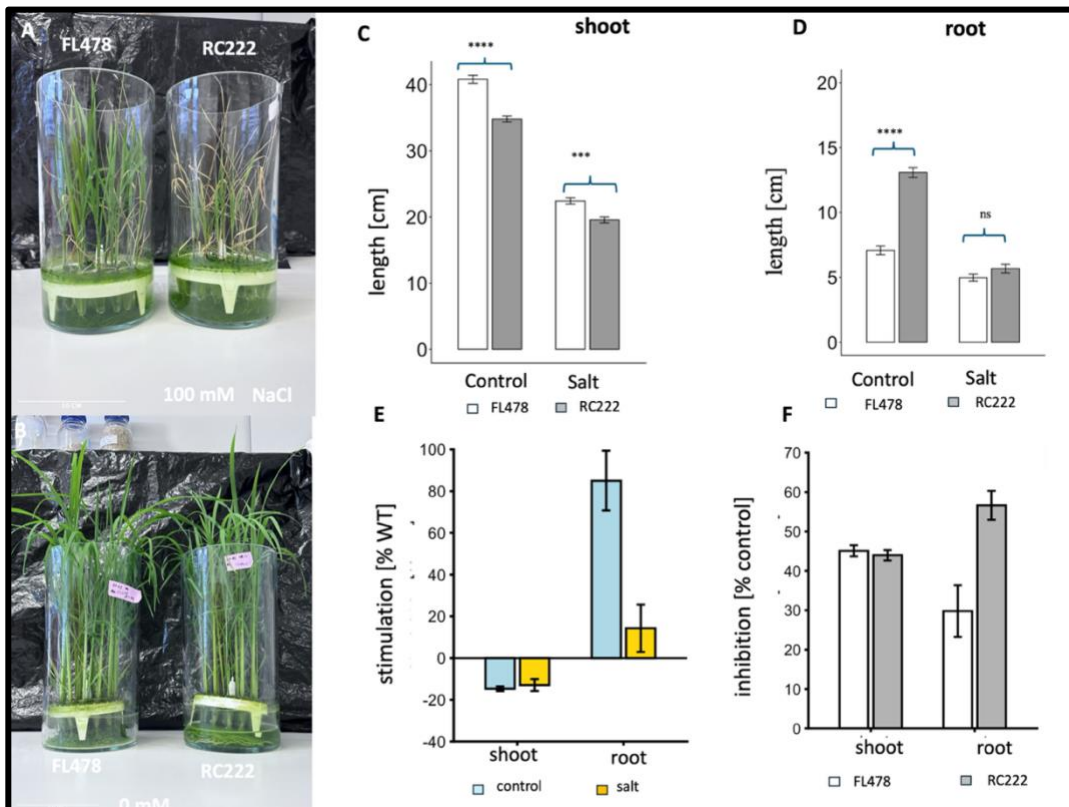 A
FL478
RC222
100 mM NaCl
B
FL478
RC222
0 mM
C
shoot
****
***
40
30
20
10
0
length [cm]
Control
Salt
FL478
RC222
D
root
****
ns
20
15
10
5
0
length [cm]
Control
Salt
FL478
RC222
E
100
80
60
40
20
0
-20
-40
stimulation [% WT]
shoot
root
control
salt
F
70
60
50
40
30
20
10
0
inhibition [% control]
shoot
root
FL478
RC222